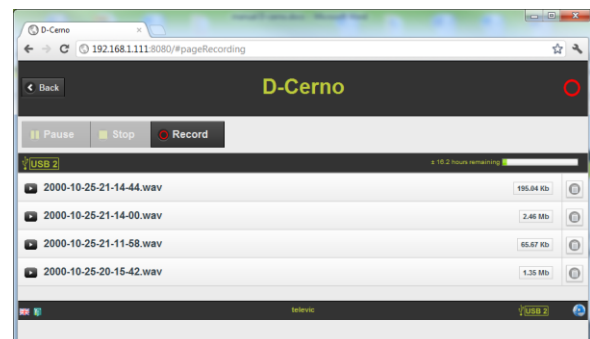 D-Cerno
192.168.1.111:8080/#pageRecording
Back
D-Cerno
Pause Stop Record
USB 2
± 16.2 hours remaining
2000-10-25-21-14-44.wav 195.04 Kb
2000-10-25-21-14-00.wav 2.46 Mb
2000-10-25-21-11-58.wav 65.67 Kb
2000-10-25-20-15-42.wav 1.35 Mb
televic
USB 2